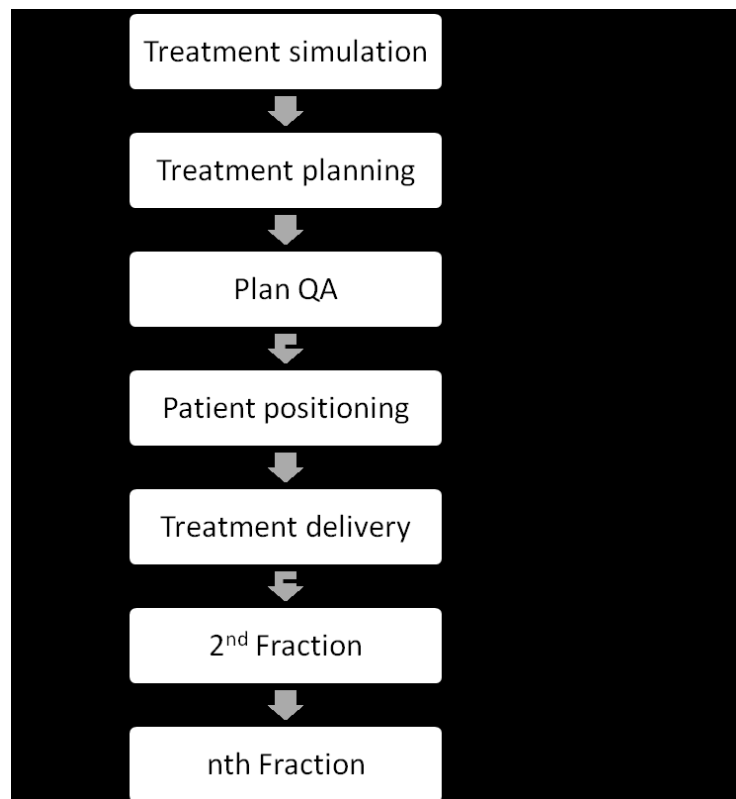 Treatment simulation
Treatment planning
Plan QA
Patient positioning
Treatment delivery
2nd Fraction
nth Fraction